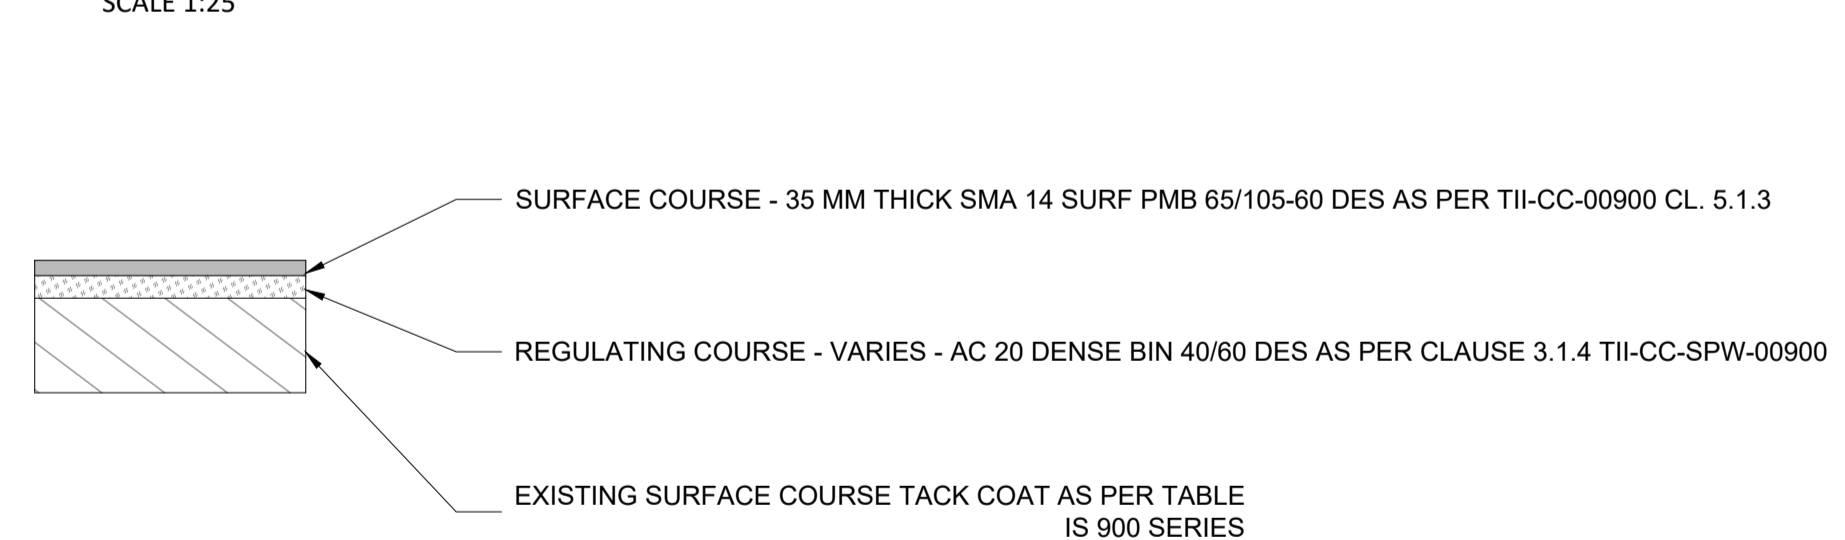 SCALE 1:25
SURFACE COURSE - 35 MM THICK SMA 14 SURF PMB 65/105-60 DES AS PER TII-CC-00900 CL. 5.1.3
REGULATING COURSE - VARIES - AC 20 DENSE BIN 40/60 DES AS PER CLAUSE 3.1.4 TII-CC-SPW-00900
EXISTING SURFACE COURSE TACK COAT AS PER TABLE
IS 900 SERIES